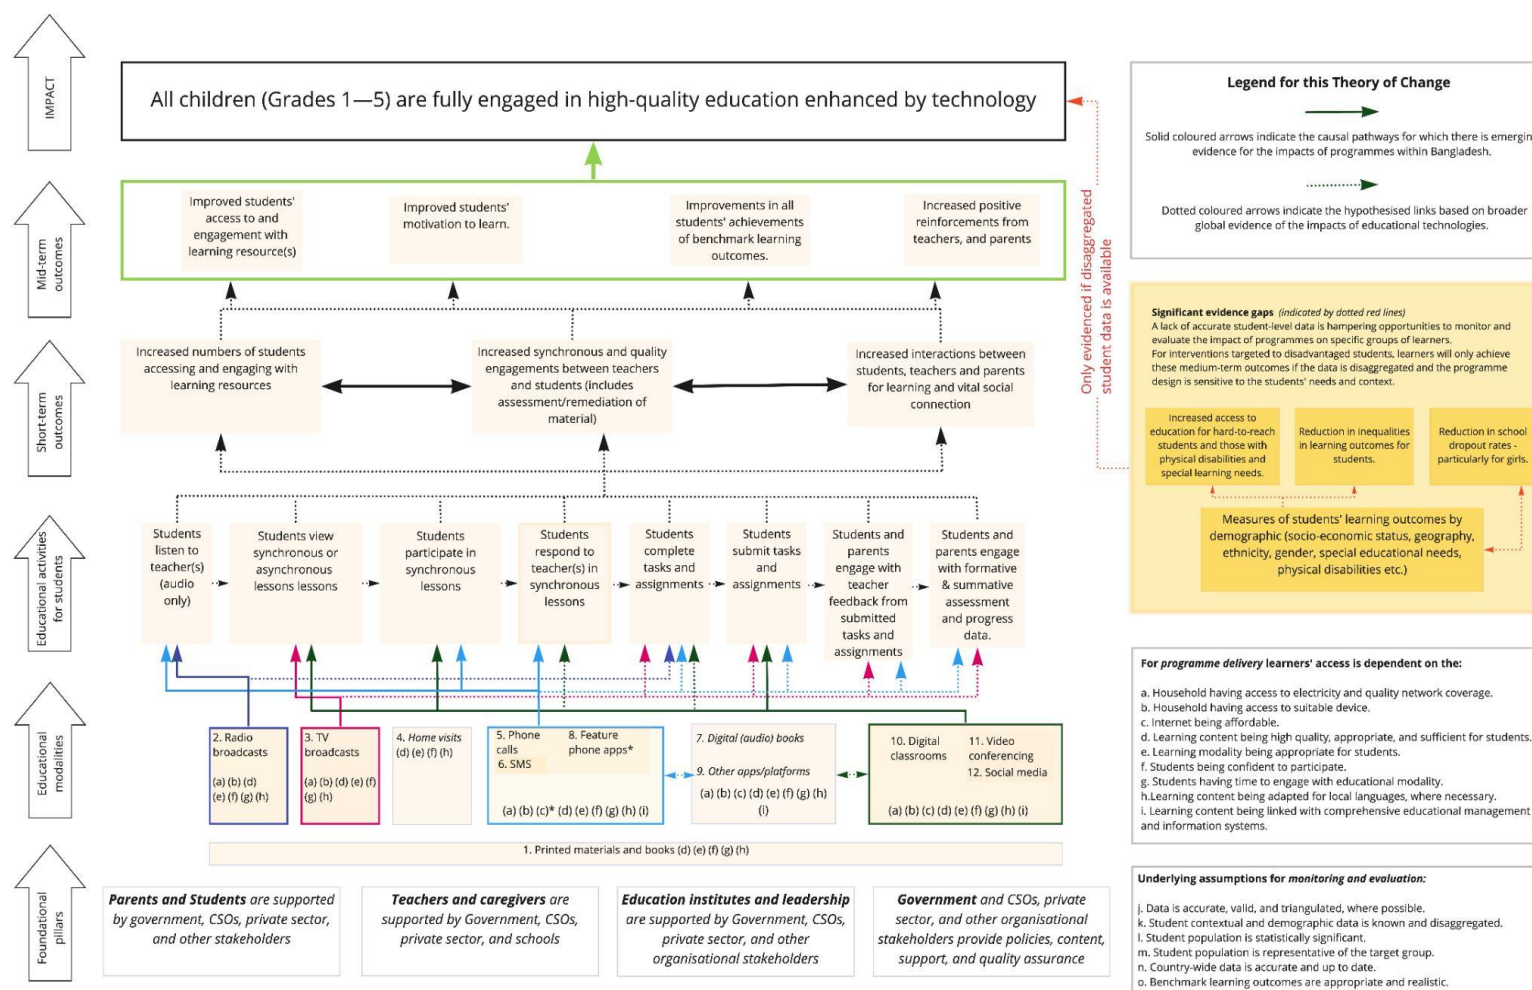 IMPACT
All children (Grades 1—5) are fully engaged in high-quality education enhanced by technology
Mid-term
outcomes
Improved students'
access to and
engagement with
learning resource(s)
Improved students'
motivation to learn.
Improvements in all
students' achievements
of benchmark learning
outcomes.
Increased positive
reinforcements from
teachers, and parents
Only evidenced if disaggregated
student data is available
Short-term
outcomes
Increased numbers of students
accessing and engaging with
learning resources
Increased synchronous and quality
engagements between teachers
and students (includes
assessment/remediation of
material)
Increased interactions between
students, teachers and parents
for learning and vital social
connection
Educational activities
for students
Students
listen to
teacher(s)
(audio
only)
Students view
synchronous or
asynchronous
lessons lessons
Students
participate in
synchronous
lessons
Students
respond to
teacher(s) in
synchronous
lessons
Students
complete
tasks and
assignments
Students
submit tasks
and
assignments
Students and
parents
engage with
teacher
feedback from
submitted
tasks and
assignments
Students and
parents engage
with formative
& summative
assessment
and progress
data.
Educational
modalities
2. Radio
broadcasts
(a) (b) (d)
(e) (f) (g) (h)
3. TV
broadcasts
(a) (b) (d) (e) (f)
(g) (h)
4. Home visits
(d) (e) (f) (h)
5. Phone
calls
6. SMS
8. Feature
phone apps*
(a) (b) (c)* (d) (e) (f) (g) (h) (i)
7. Digital (audio) books
9. Other apps/platforms
(a) (b) (c) (d) (e) (f) (g) (h)
(i)
10. Digital
classrooms
11. Video
conferencing
12. Social media
(a) (b) (c) (d) (e) (f) (g) (h) (i)
1. Printed materials and books (d) (e) (f) (g) (h)
Foundational
pillars
Parents and Students are supported
by government, CSOs, private sector,
and other stakeholders
Teachers and caregivers are
supported by Government, CSOs,
private sector, and schools
Education institutes and leadership
are supported by Government, CSOs,
private sector, and other
organisational stakeholders
Government and CSOs, private
sector, and other organisational
stakeholders provide policies, content,
support, and quality assurance
Legend for this Theory of Change
Solid coloured arrows indicate the causal pathways for which there is emergin
evidence for the impacts of programmes within Bangladesh.
Dotted coloured arrows indicate the hypothesised links based on broader
global evidence of the impacts of educational technologies.
Significant evidence gaps (indicated by dotted red lines)
A lack of accurate student-level data is hampering opportunities to monitor and
evaluate the impact of programmes on specific groups of learners.
For interventions targeted to disadvantaged students, learners will only achieve
these medium-term outcomes if the data is disaggregated and the programme
design is sensitive to the students' needs and context.
Increased access to
education for hard-to-reach
students and those with
physical disabilities and
special learning needs.
Reduction in inequalities
in learning outcomes for
students.
Reduction in school
dropout rates -
particularly for girls.
Measures of students' learning outcomes by
demographic (socio-economic status, geography,
ethnicity, gender, special educational needs,
physical disabilities etc.)
For programme delivery learners' access is dependent on the:
a. Household having access to electricity and quality network coverage.
b. Household having access to suitable device.
c. Internet being affordable.
d. Learning content being high quality, appropriate, and sufficient for students.
e. Learning modality being appropriate for students.
f. Students being confident to participate.
g. Students having time to engage with educational modality.
h.Learning content being adapted for local languages, where necessary.
i. Learning content being linked with comprehensive educational management
and information systems.
Underlying assumptions for monitoring and evaluation:
j. Data is accurate, valid, and triangulated, where possible.
k. Student contextual and demographic data is known and disaggregated.
l. Student population is statistically significant.
m. Student population is representative of the target group.
n. Country-wide data is accurate and up to date.
o. Benchmark learning outcomes are appropriate and realistic.